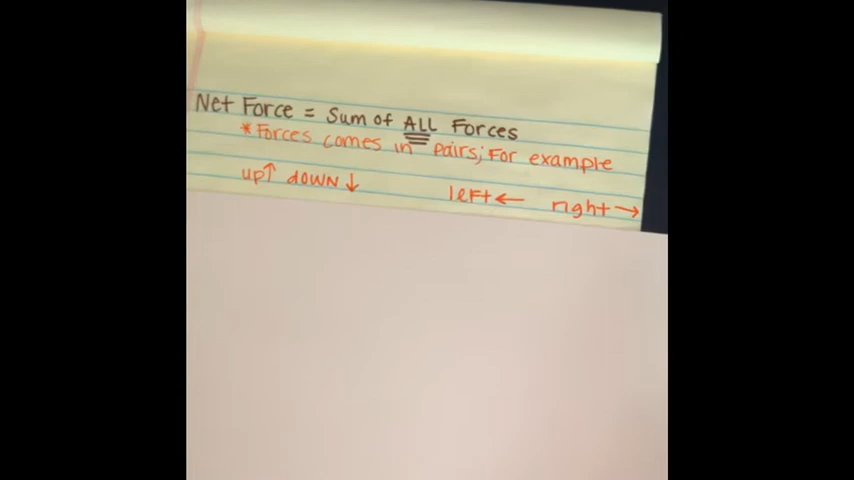 Net Force = Sum of ALL Forces
*Forces comes in pairs; For example
up↑ down↓ left← right→